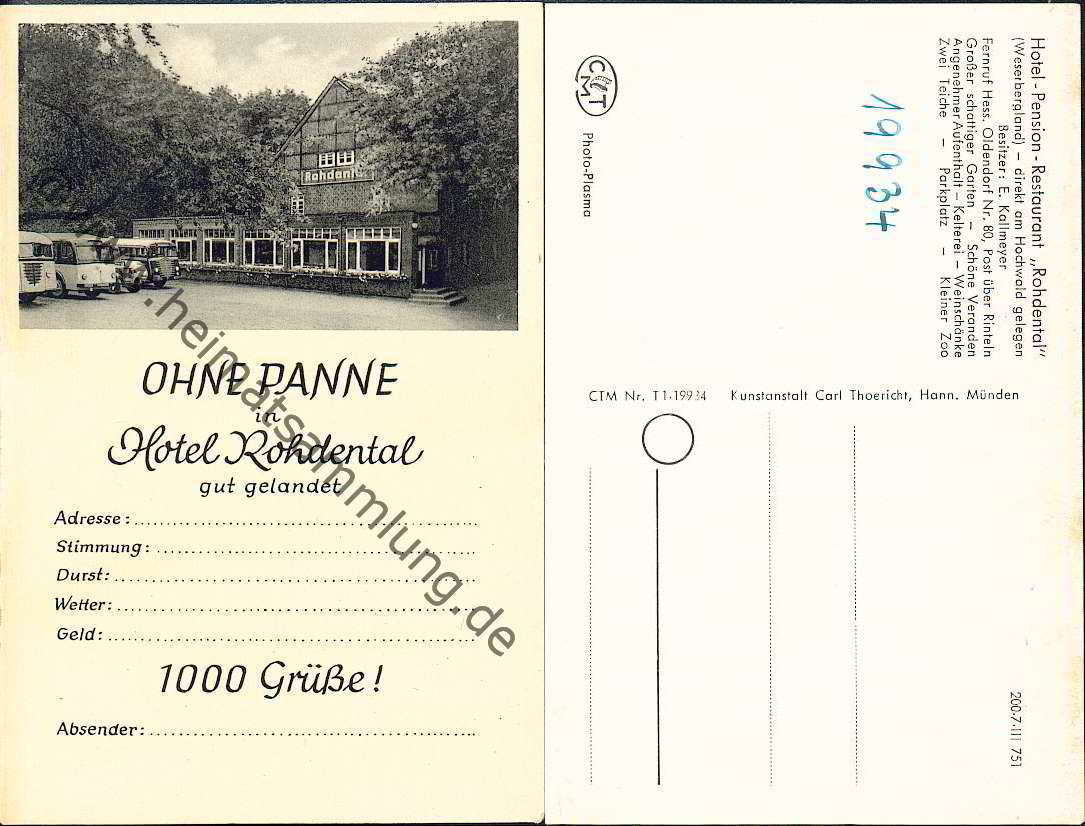 Rohdental
OHNE PANNE
in
Hotel Rohdental
gut gelandet
Adresse:
Stimmung:
Durst:
Wetter:
Geld:
1000 Grüße!
Absender:
.heimatsammlung.de
Hotel-Pension-Restaurant „Rohdental"
(Weserbergland) – direkt am Hochwald gelegen
Besitzer: E. Kallmeyer
Fernruf Hess. Oldendorf Nr. 80, Post über Rinteln
Großer schattiger Garten – Schöne Veranden
Angenehmer Aufenthalt – Kelterei – Weinschänke
Zwei Teiche – Parkplatz – Kleiner Zoo
19934
CMT
Photo-Plasma
CTM Nr. T1-19934 Kunstanstalt Carl Thoericht, Hann. Münden
200·7·III 751